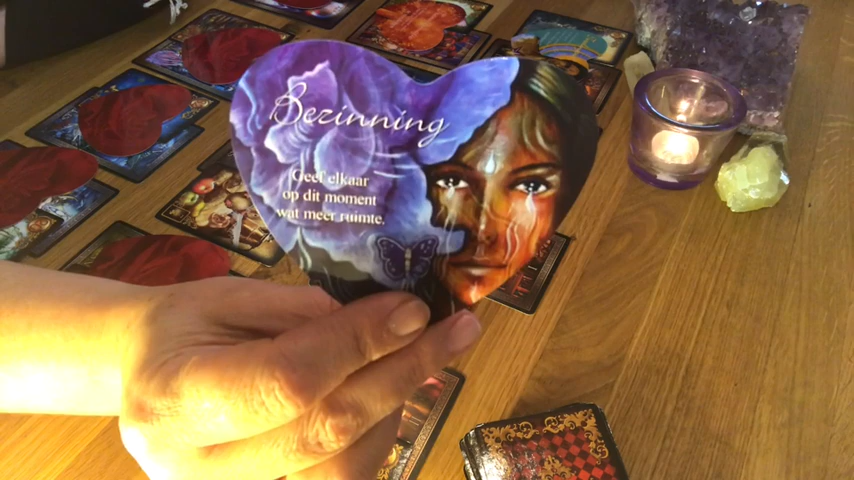 Bezinning
Geef elkaar
op dit moment
wat meer ruimte.